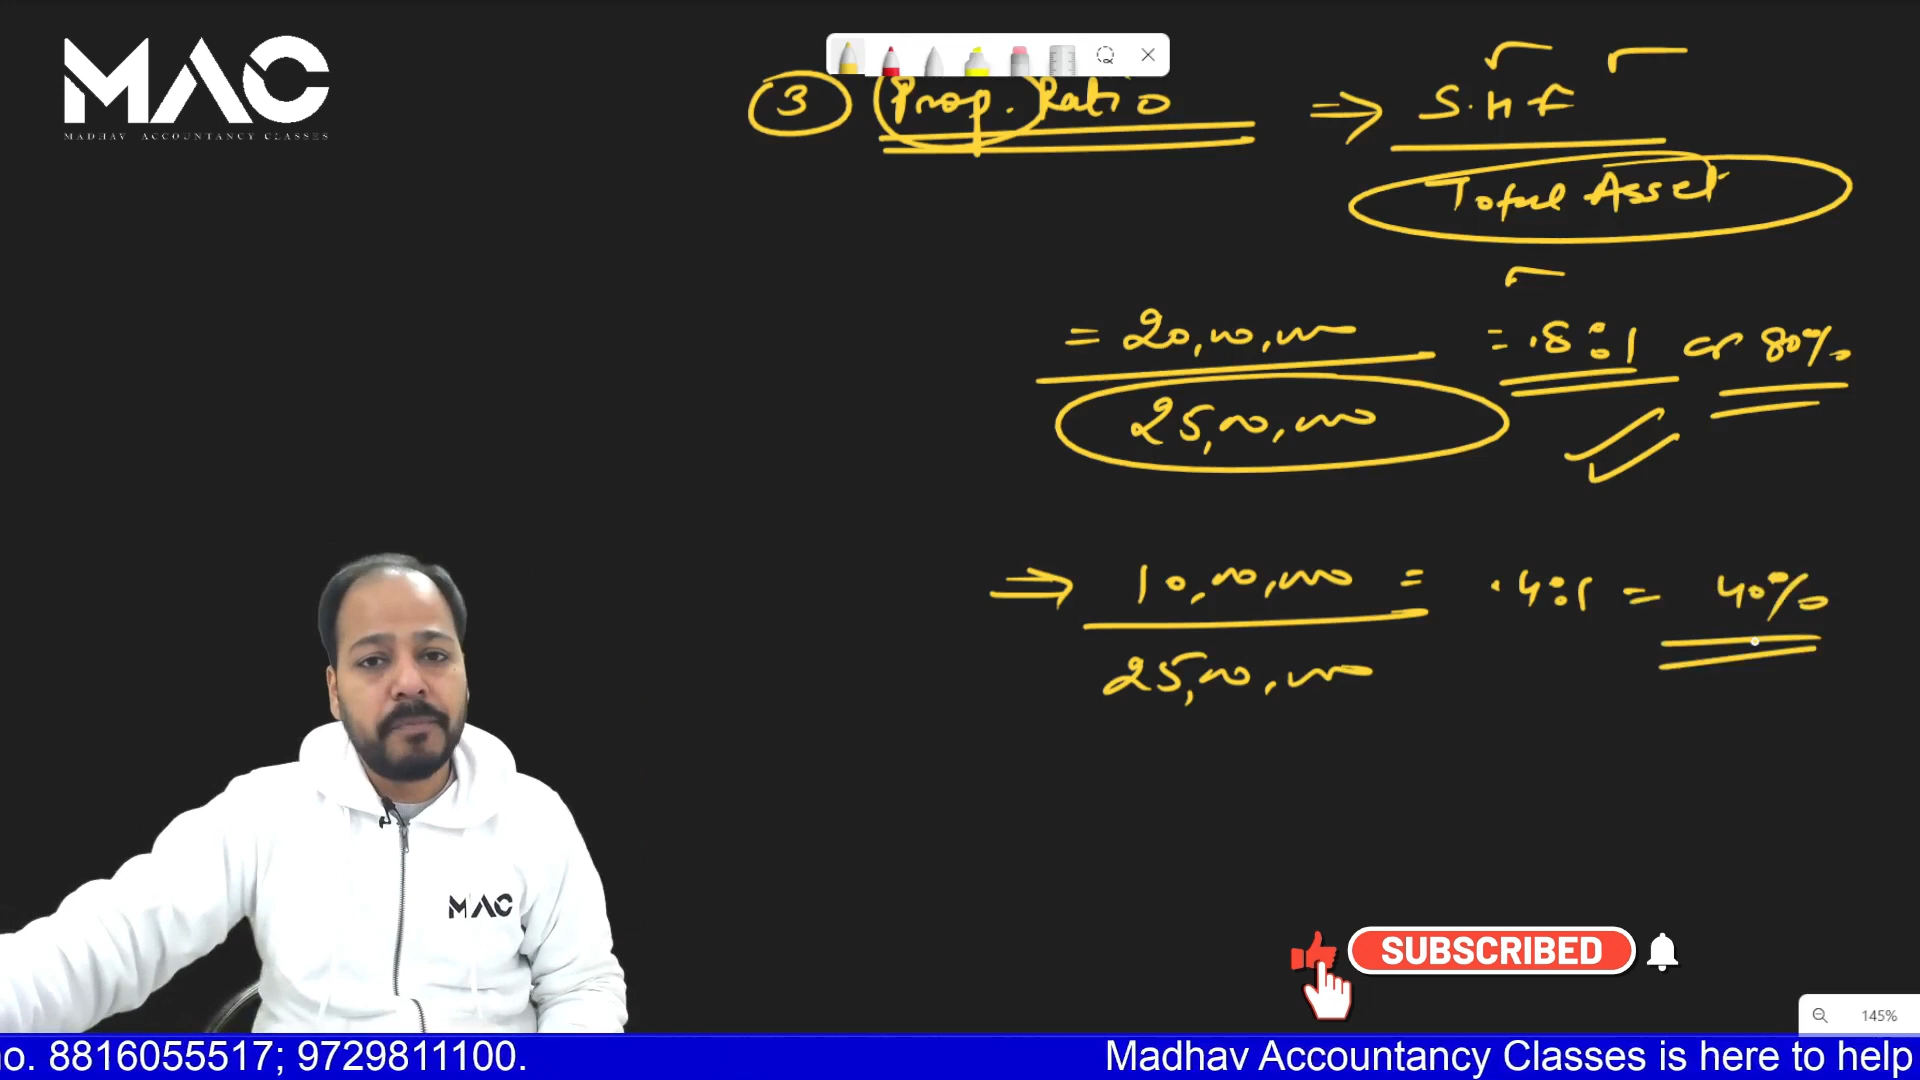 MAC
MADHAV ACCOUNTANCY CLASSES
3 Prop. Ratio ⇒ S.H.F
Total Asset
= 20,00,000 = .8:1 or 80%
25,00,000
⇒ 10,00,000 = .4:1 = 40%
25,00,000
MAC
SUBSCRIBED
145%
no. 8816055517; 9729811100. Madhav Accountancy Classes is here to help